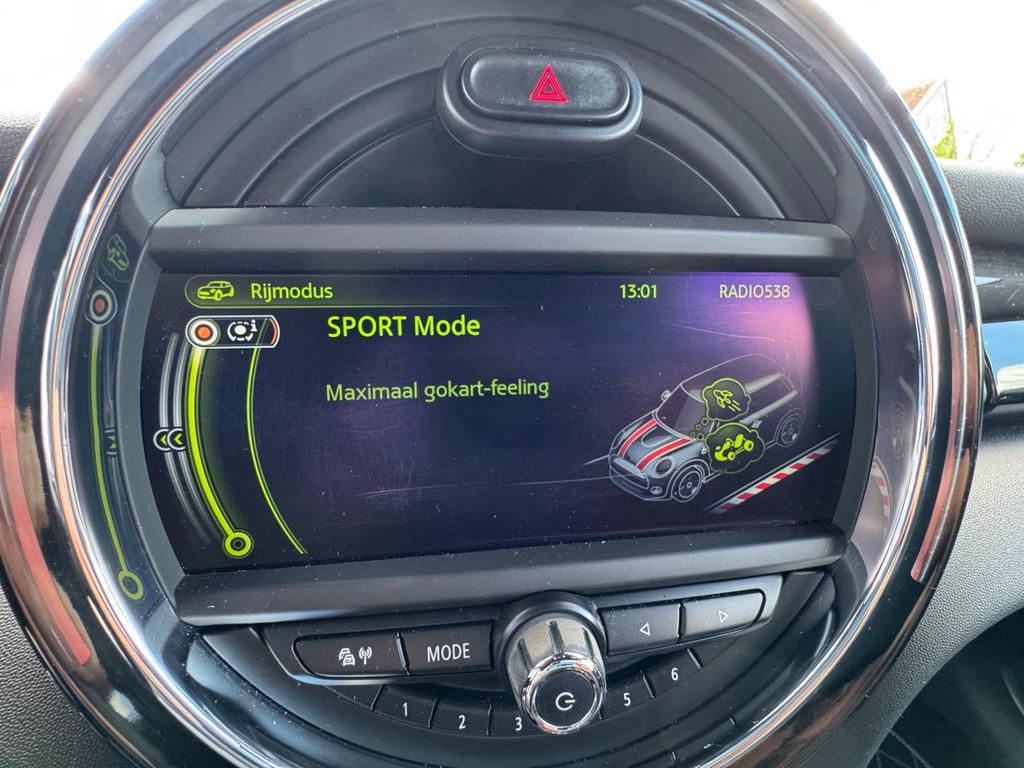 Rijmodus 13:01 RADIO538
SPORT Mode
Maximaal gokart-feeling
MODE
1 2 3 5 6